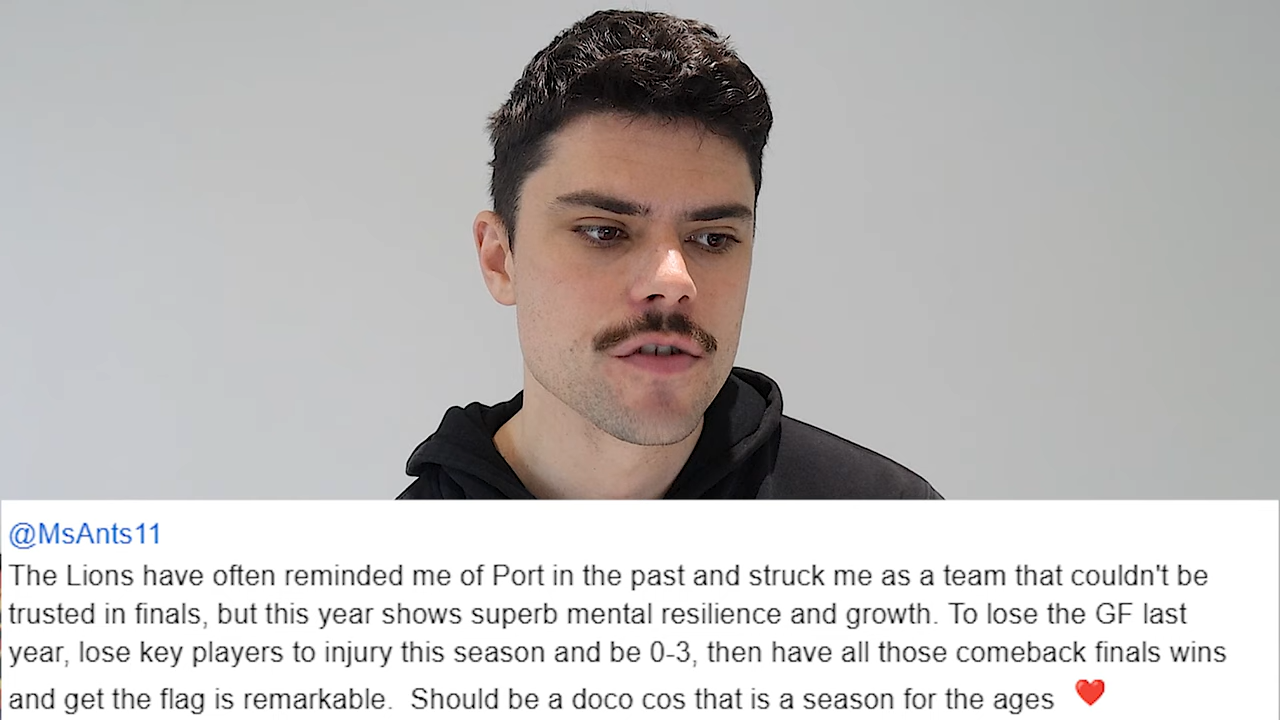 @MsAnts11
The Lions have often reminded me of Port in the past and struck me as a team that couldn't be
trusted in finals, but this year shows superb mental resilience and growth. To lose the GF last
year, lose key players to injury this season and be 0-3, then have all those comeback finals wins
and get the flag is remarkable.  Should be a doco cos that is a season for the ages ❤️